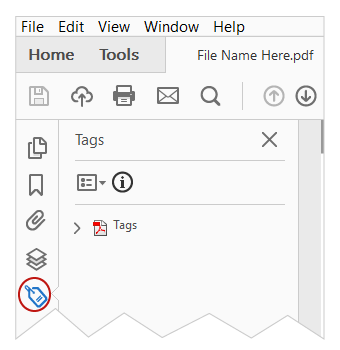 File Edit View Window Help
Home Tools File Name Here.pdf
Tags
Tags